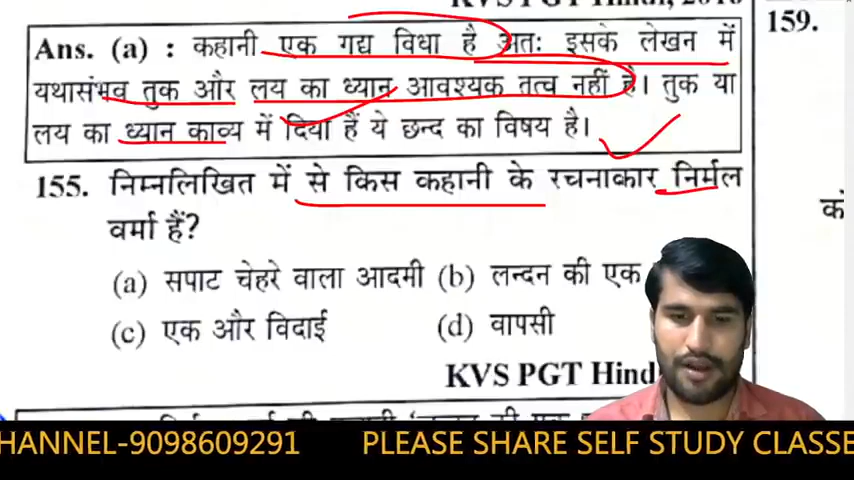 KVS PGT Hindi, 2018
159.
Ans. (a) : कहानी एक गद्य विधा है अतः इसके लेखन में
यथासंभव तुक और लय का ध्यान आवश्यक तत्व नहीं है। तुक या
लय का ध्यान काव्य में दिया हैं ये छन्द का विषय है।
155. निम्नलिखित में से किस कहानी के रचनाकार निर्मल
वर्मा हैं?
(a) सपाट चेहरे वाला आदमी (b) लन्दन की एक
(c) एक और विदाई (d) वापसी
KVS PGT Hind
HANNEL-9098609291 PLEASE SHARE SELF STUDY CLASSE